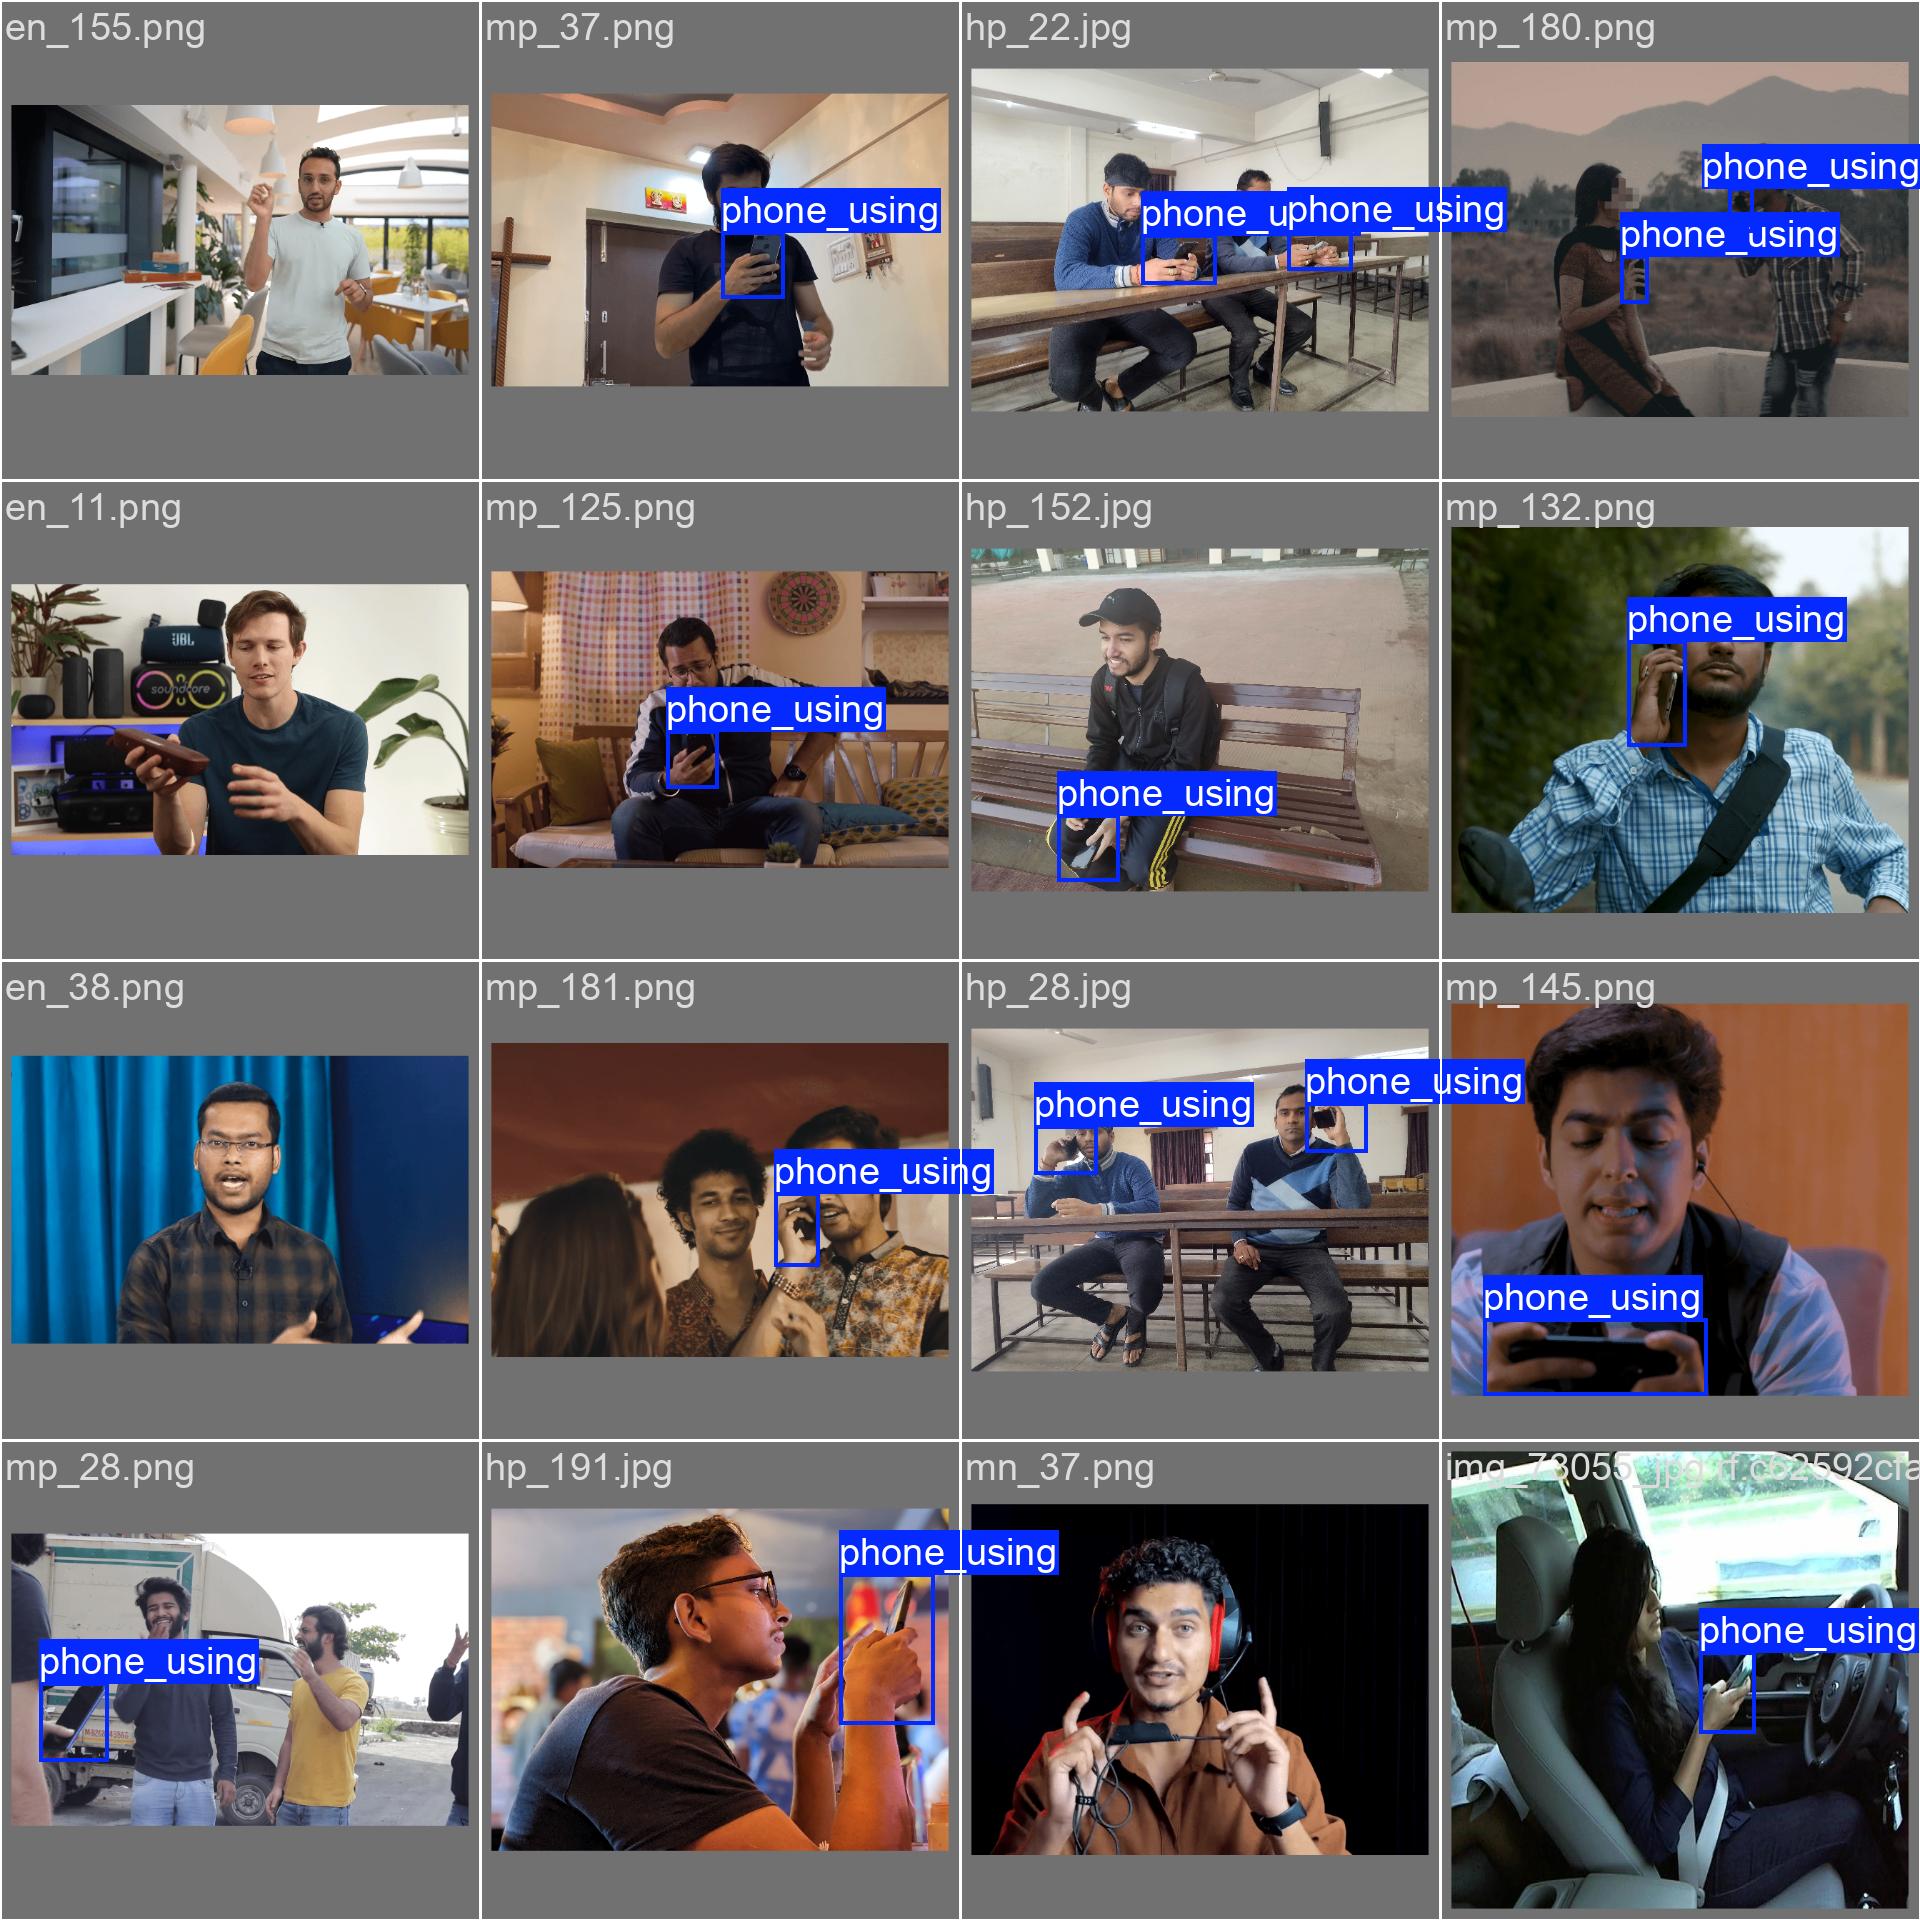 en_155.png
mp_37.png
hp_22.jpg
mp_180.png
phone_using
phone_u
phone_using
phone_using
phone_using
en_11.png
mp_125.png
hp_152.jpg
mp_132.png
JBL
soundcore
phone_using
phone_using
phone_using
en_38.png
mp_181.png
hp_28.jpg
mp_145.png
phone_using
phone_using
phone_using
phone_using
mp_28.png
hp_191.jpg
mn_37.png
img_73055_jpg.rf.c62592cfa
phone_using
phone_using
phone_using